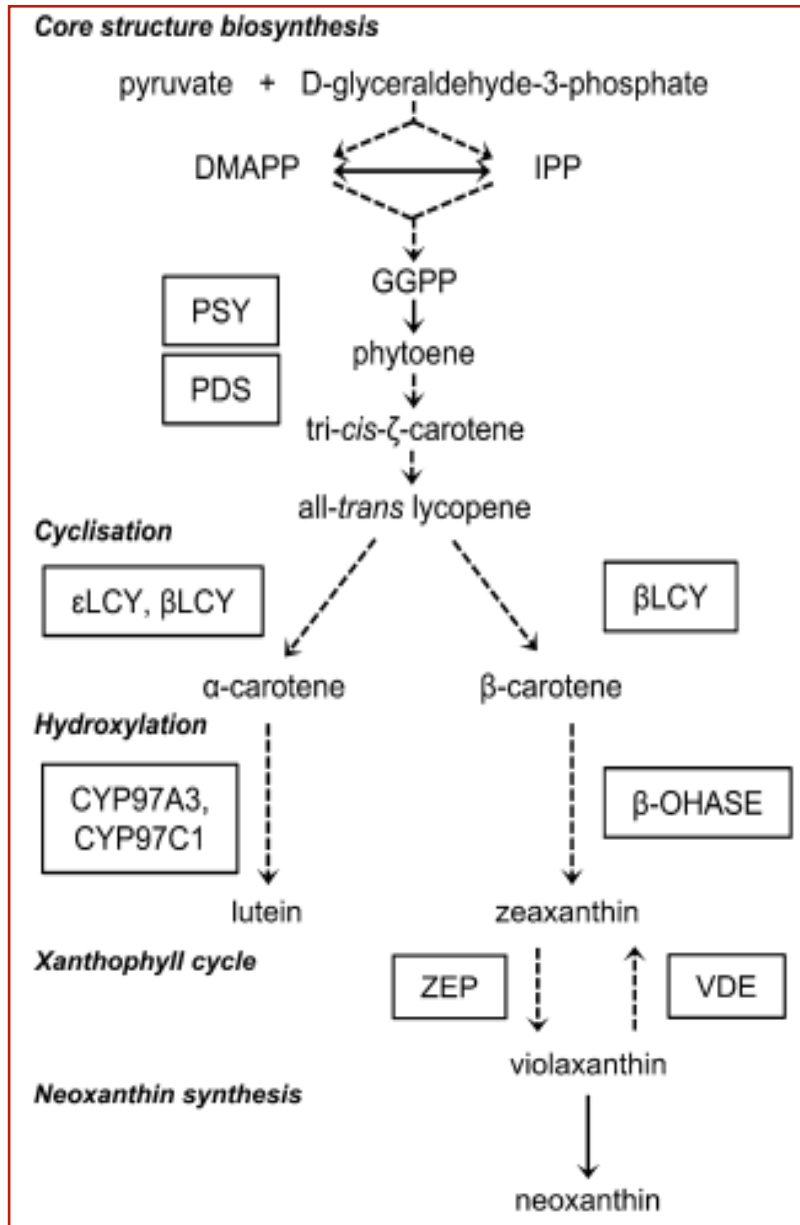 Core structure biosynthesis
pyruvate + D-glyceraldehyde-3-phosphate
DMAPP IPP
GGPP
PSY
phytoene
PDS
tri-cis-ζ-carotene
all-trans lycopene
Cyclisation
εLCY, βLCY
βLCY
α-carotene β-carotene
Hydroxylation
CYP97A3,
CYP97C1
β-OHASE
lutein zeaxanthin
Xanthophyll cycle
ZEP VDE
violaxanthin
Neoxanthin synthesis
neoxanthin